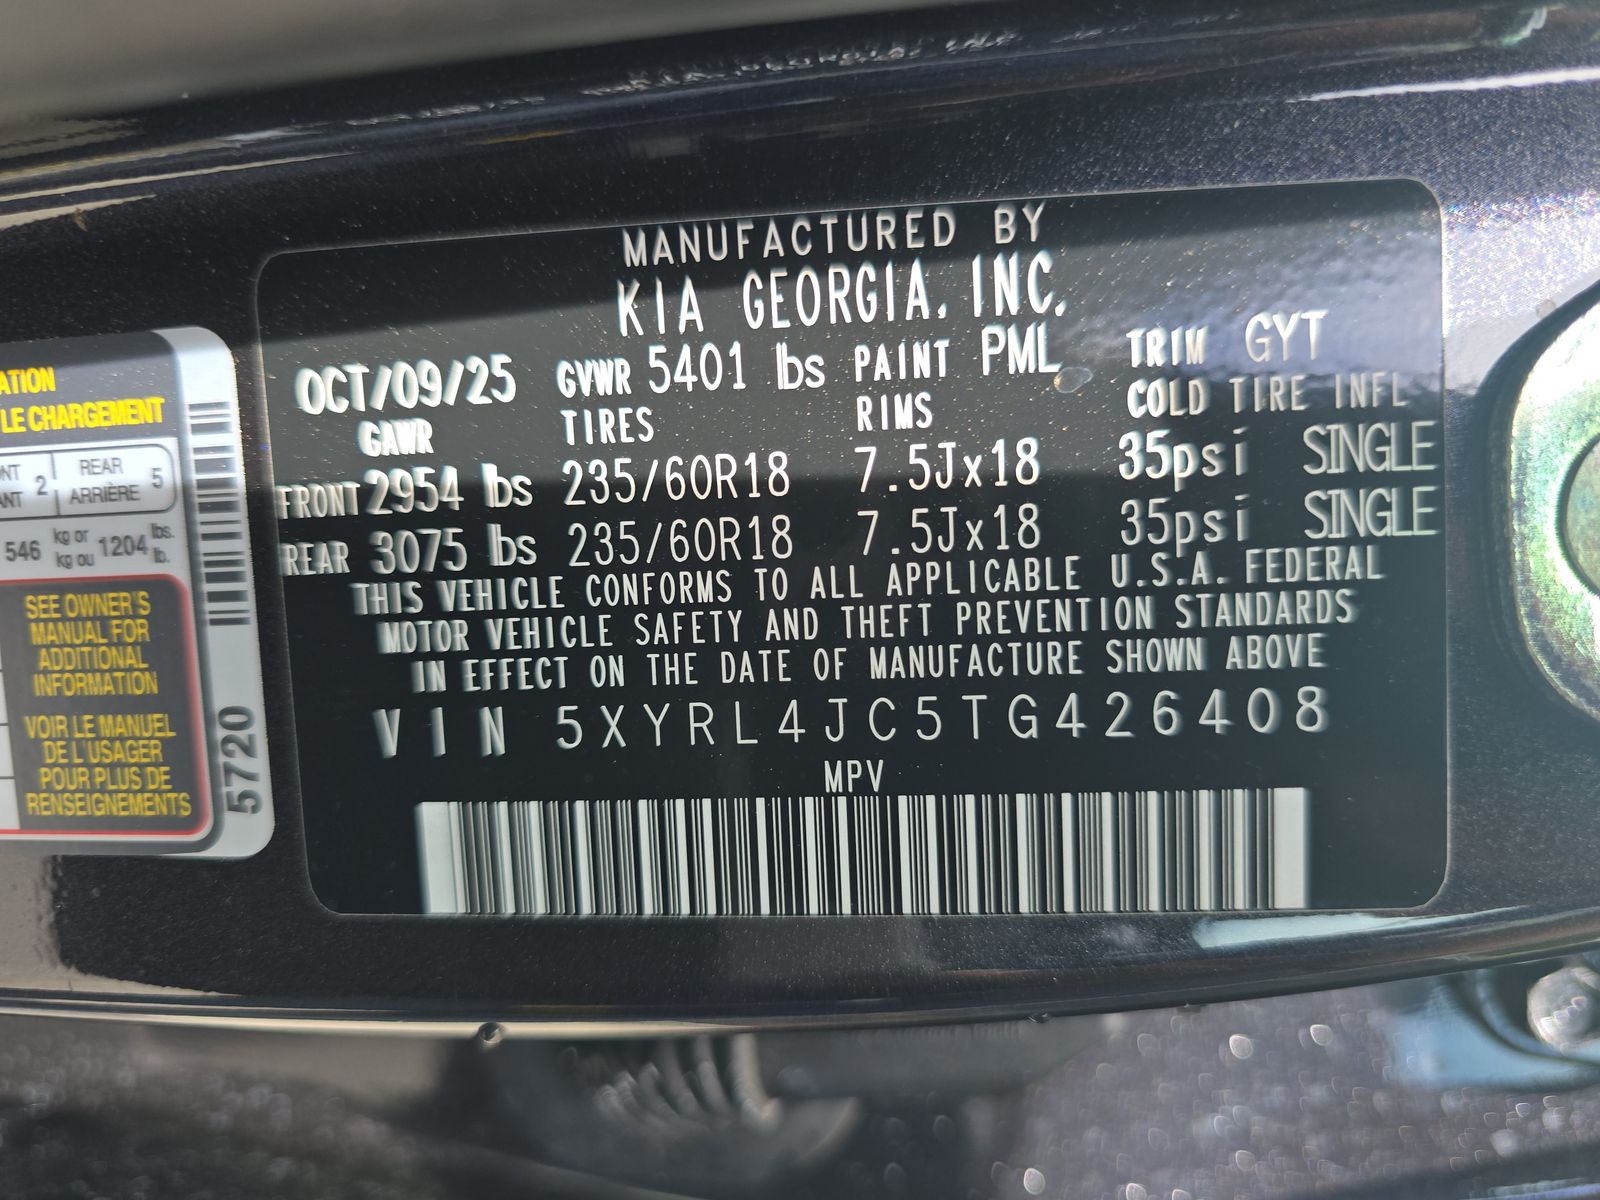 MANUFACTURED BY
KIA GEORGIA, INC.
OCT/09/25 GVWR 5401 lbs PAINT PML TRIM GYT
GAWR TIRES RIMS COLD TIRE INFL
FRONT 2954 lbs 235/60R18 7.5Jx18 35psi SINGLE
REAR 3075 lbs 235/60R18 7.5Jx18 35psi SINGLE
THIS VEHICLE CONFORMS TO ALL APPLICABLE U.S.A. FEDERAL
MOTOR VEHICLE SAFETY AND THEFT PREVENTION STANDARDS
IN EFFECT ON THE DATE OF MANUFACTURE SHOWN ABOVE
VIN 5XYRL4JC5TG426408
MPV
ATION
LE CHARGEMENT
NT 2 REAR 5
ANT ARRIÈRE
546 kg or 1204 lbs.
kg ou lb.
SEE OWNER'S
MANUAL FOR
ADDITIONAL
INFORMATION
VOIR LE MANUEL
DE L'USAGER
POUR PLUS DE
RENSEIGNEMENTS
5720